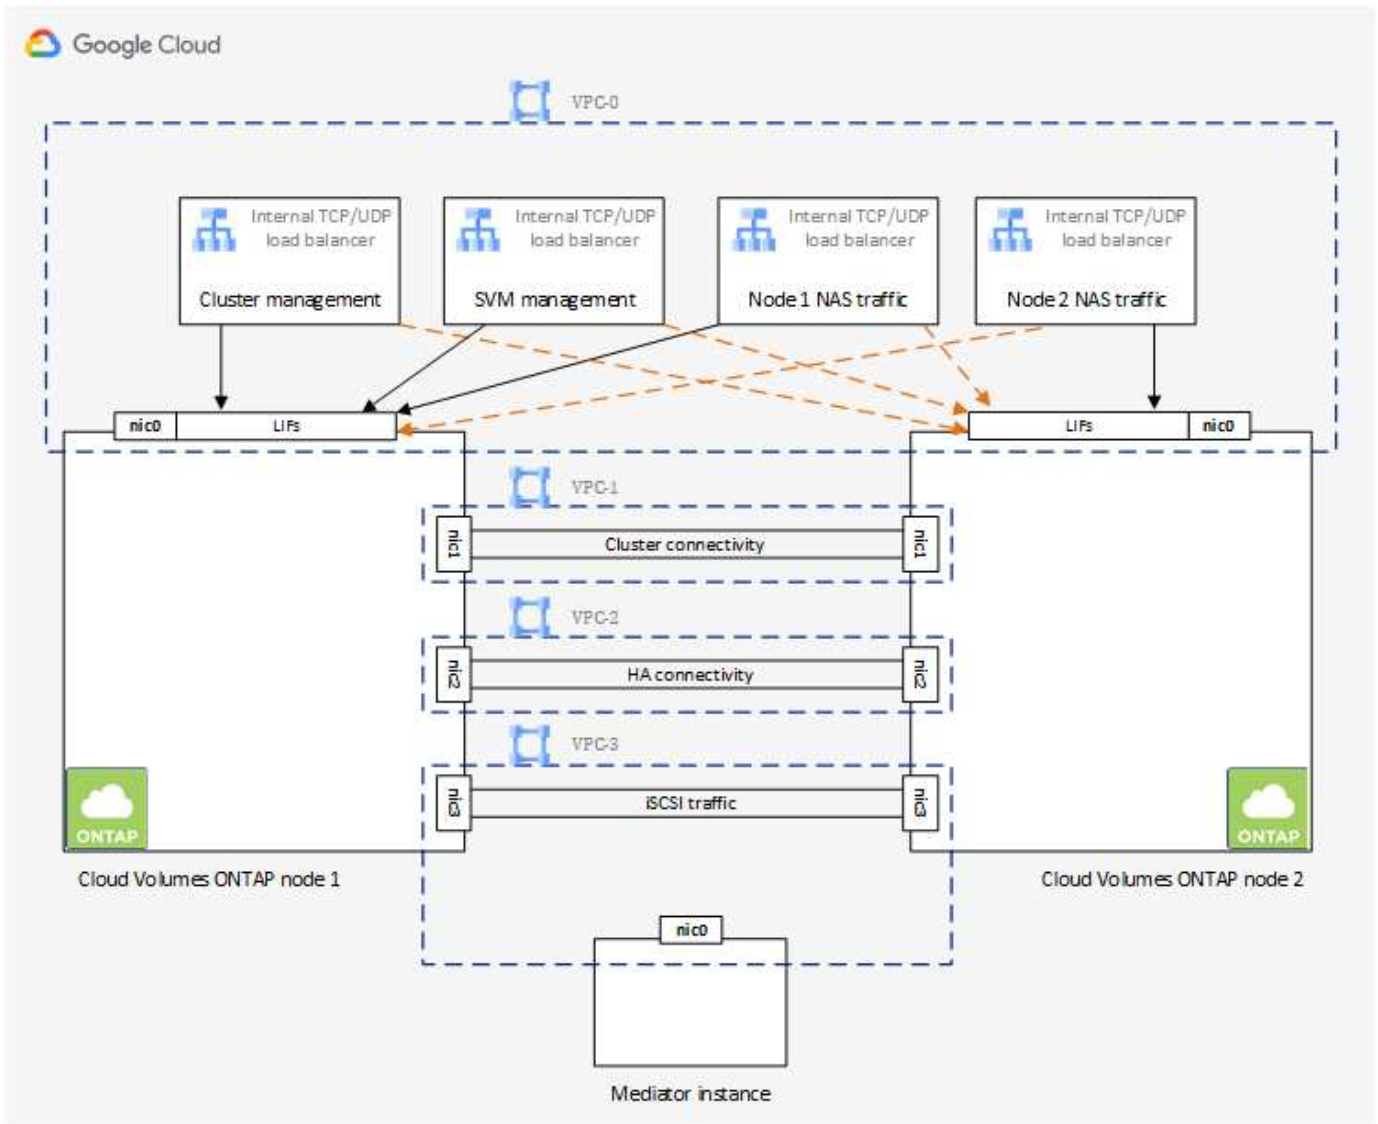 Google Cloud
VPC-0
Internal TCP/UDP
load balancer
Cluster management
Internal TCP/UDP
load balancer
SVM management
Internal TCP/UDP
load balancer
Node 1 NAS traffic
Internal TCP/UDP
load balancer
Node 2 NAS traffic
nic0
LIFs
LIFs
nic0
VPC-1
nic1
Cluster connectivity
nic1
VPC-2
nic2
HA connectivity
nic2
VPC-3
nic3
iSCSI traffic
nic3
ONTAP
ONTAP
Cloud Volumes ONTAP node 1
Cloud Volumes ONTAP node 2
nic0
Mediator instance